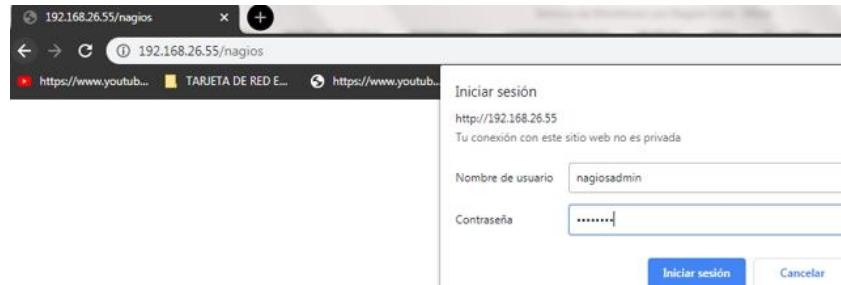 192.168.26.55/nagios
192.168.26.55/nagios
https://www.youtub... TARJETA DE RED E... https://www.youtub...
Iniciar sesión
http://192.168.26.55
Tu conexión con este sitio web no es privada
Nombre de usuario nagiosadmin
Contraseña ••••••••
Iniciar sesión Cancelar